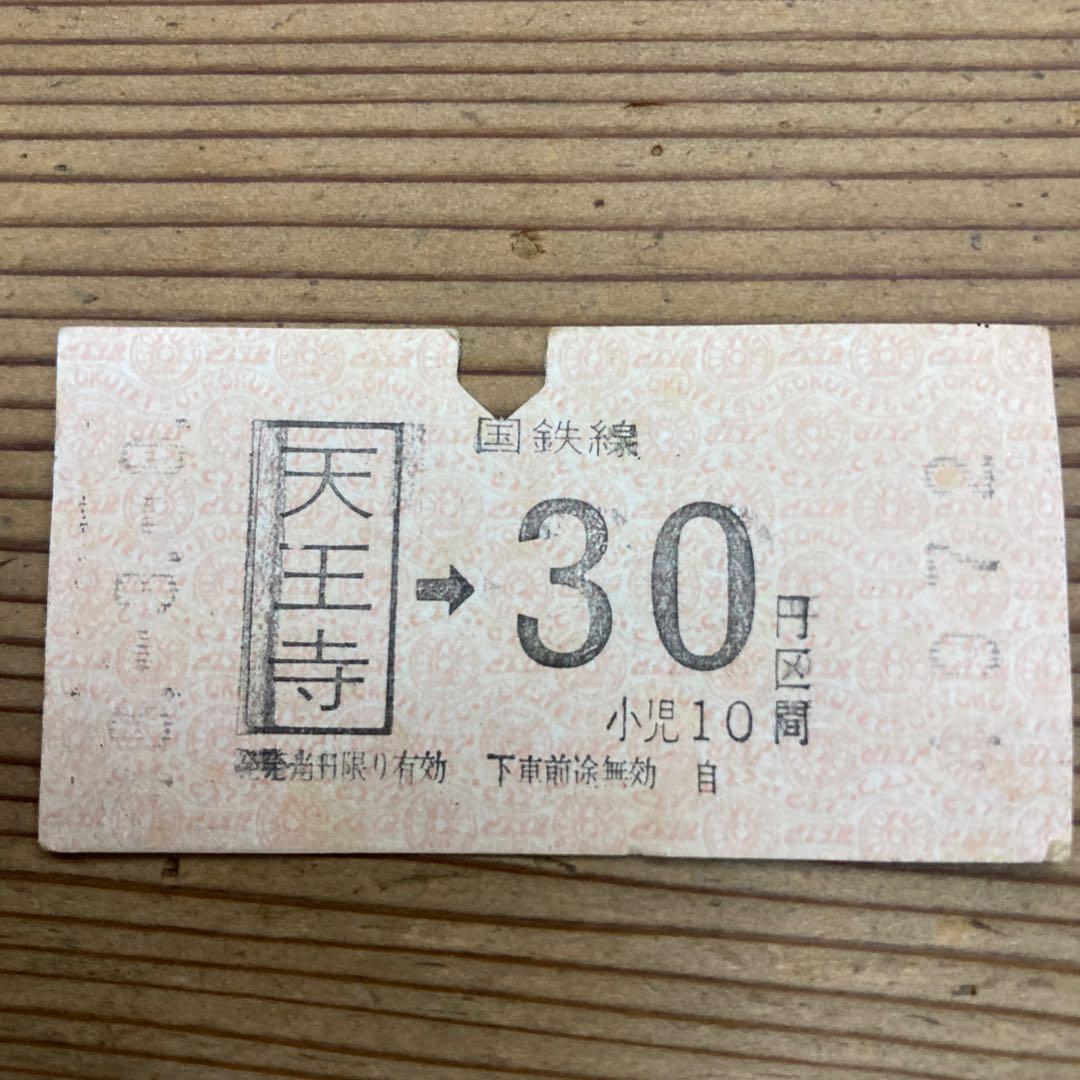 国鉄線
天王寺
➡
30
円区間
小児10
発売当日限り有効 下車前途無効 自